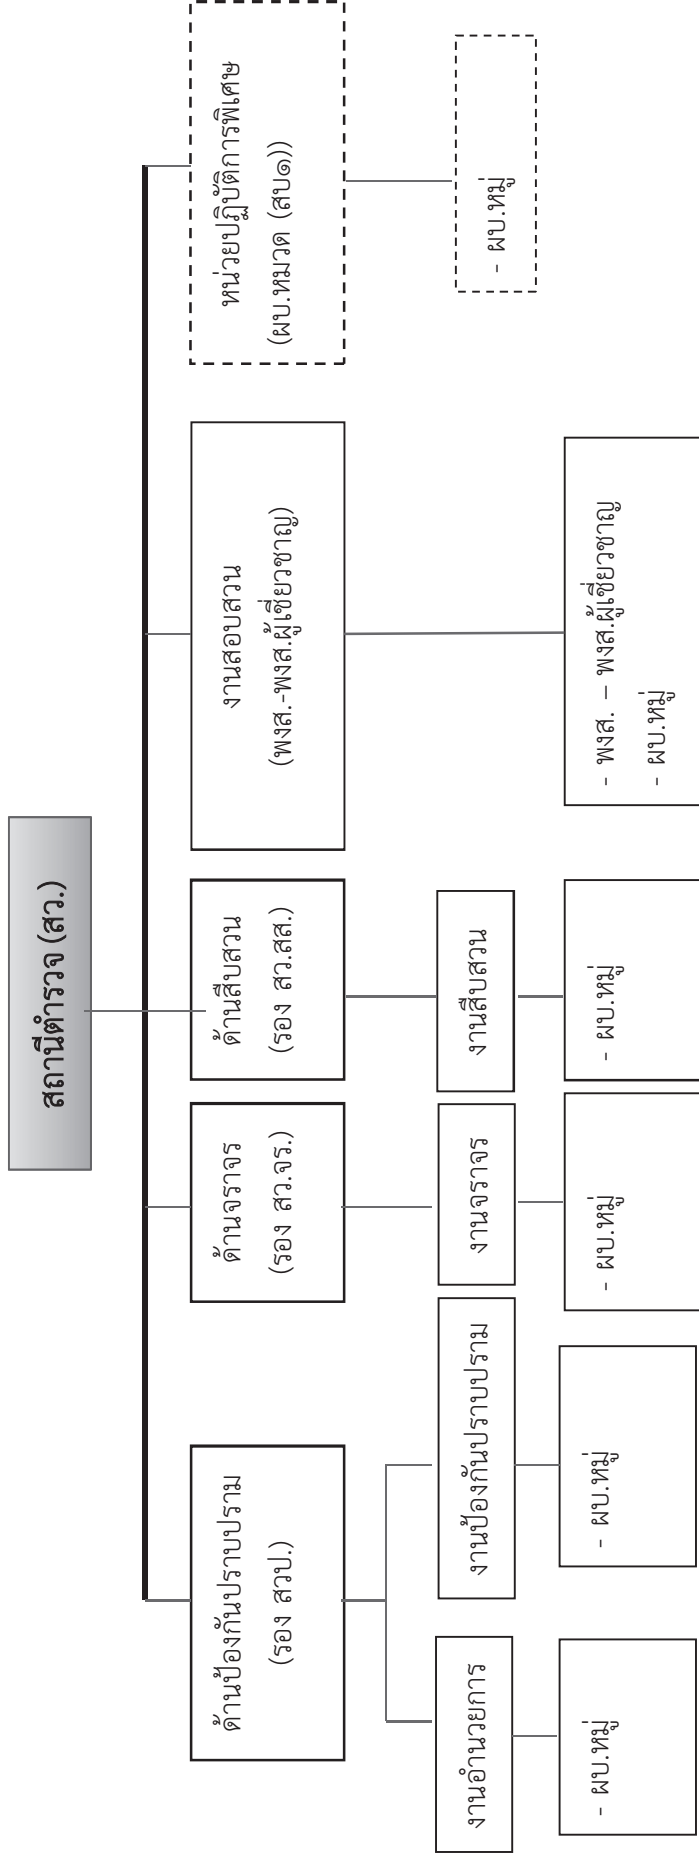 สถานีตำรวจ (สว.)
ด้านป้องกันปราบปราม
(รอง สวป.)
ด้านจราจร
(รอง สว.จร.)
ด้านสืบสวน
(รอง สว.สส.)
งานสอบสวน
(พงส.-พงส.ผู้เชี่ยวชาญ)
หน่วยปฏิบัติการพิเศษ
(ผบ.หมวด (สบ๑))
งานอำนวยการ
งานป้องกันปราบปราม
งานจราจร
งานสืบสวน
- ผบ.หมู่
- ผบ.หมู่
- ผบ.หมู่
- ผบ.หมู่
- พงส. – พงส.ผู้เชี่ยวชาญ
- ผบ.หมู่
- ผบ.หมู่